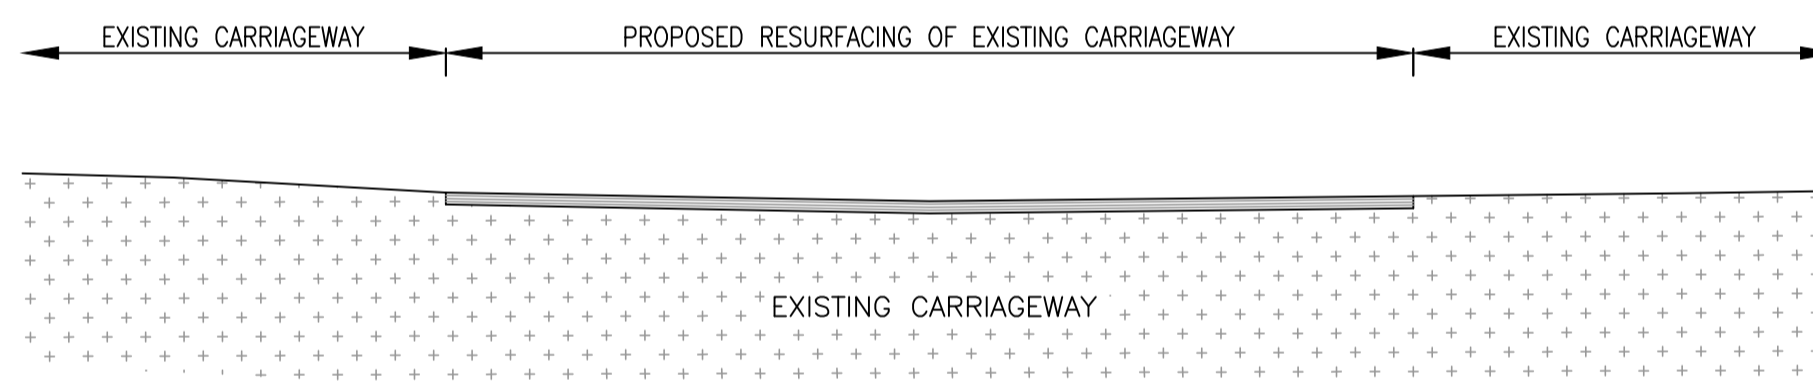 EXISTING CARRIAGEWAY
PROPOSED RESURFACING OF EXISTING CARRIAGEWAY
EXISTING CARRIAGEWAY
EXISTING CARRIAGEWAY